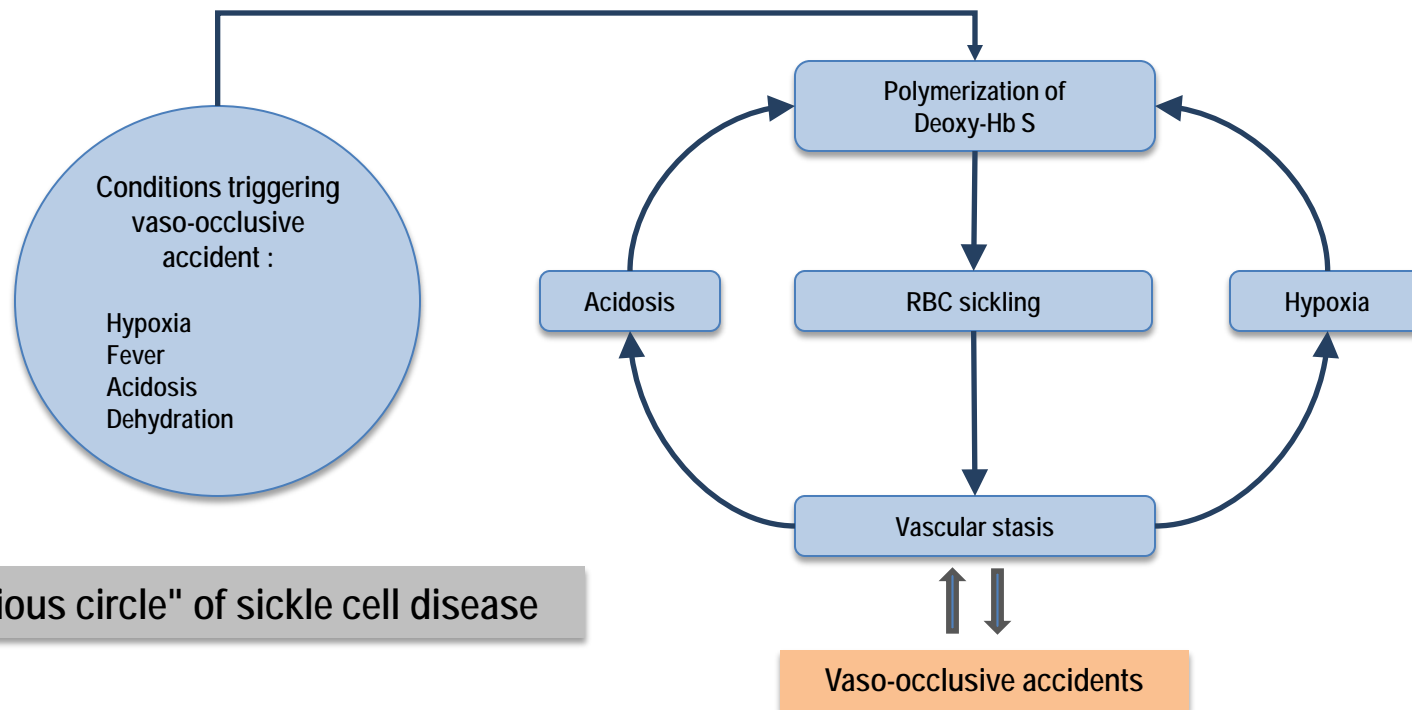 Polymerization of
Deoxy-Hb S
Conditions triggering
vaso-occlusive
accident :
Hypoxia
Fever
Acidosis
Dehydration
Acidosis
RBC sickling
Hypoxia
Vascular stasis
circle" of sickle cell disease
Vaso-occlusive accidents